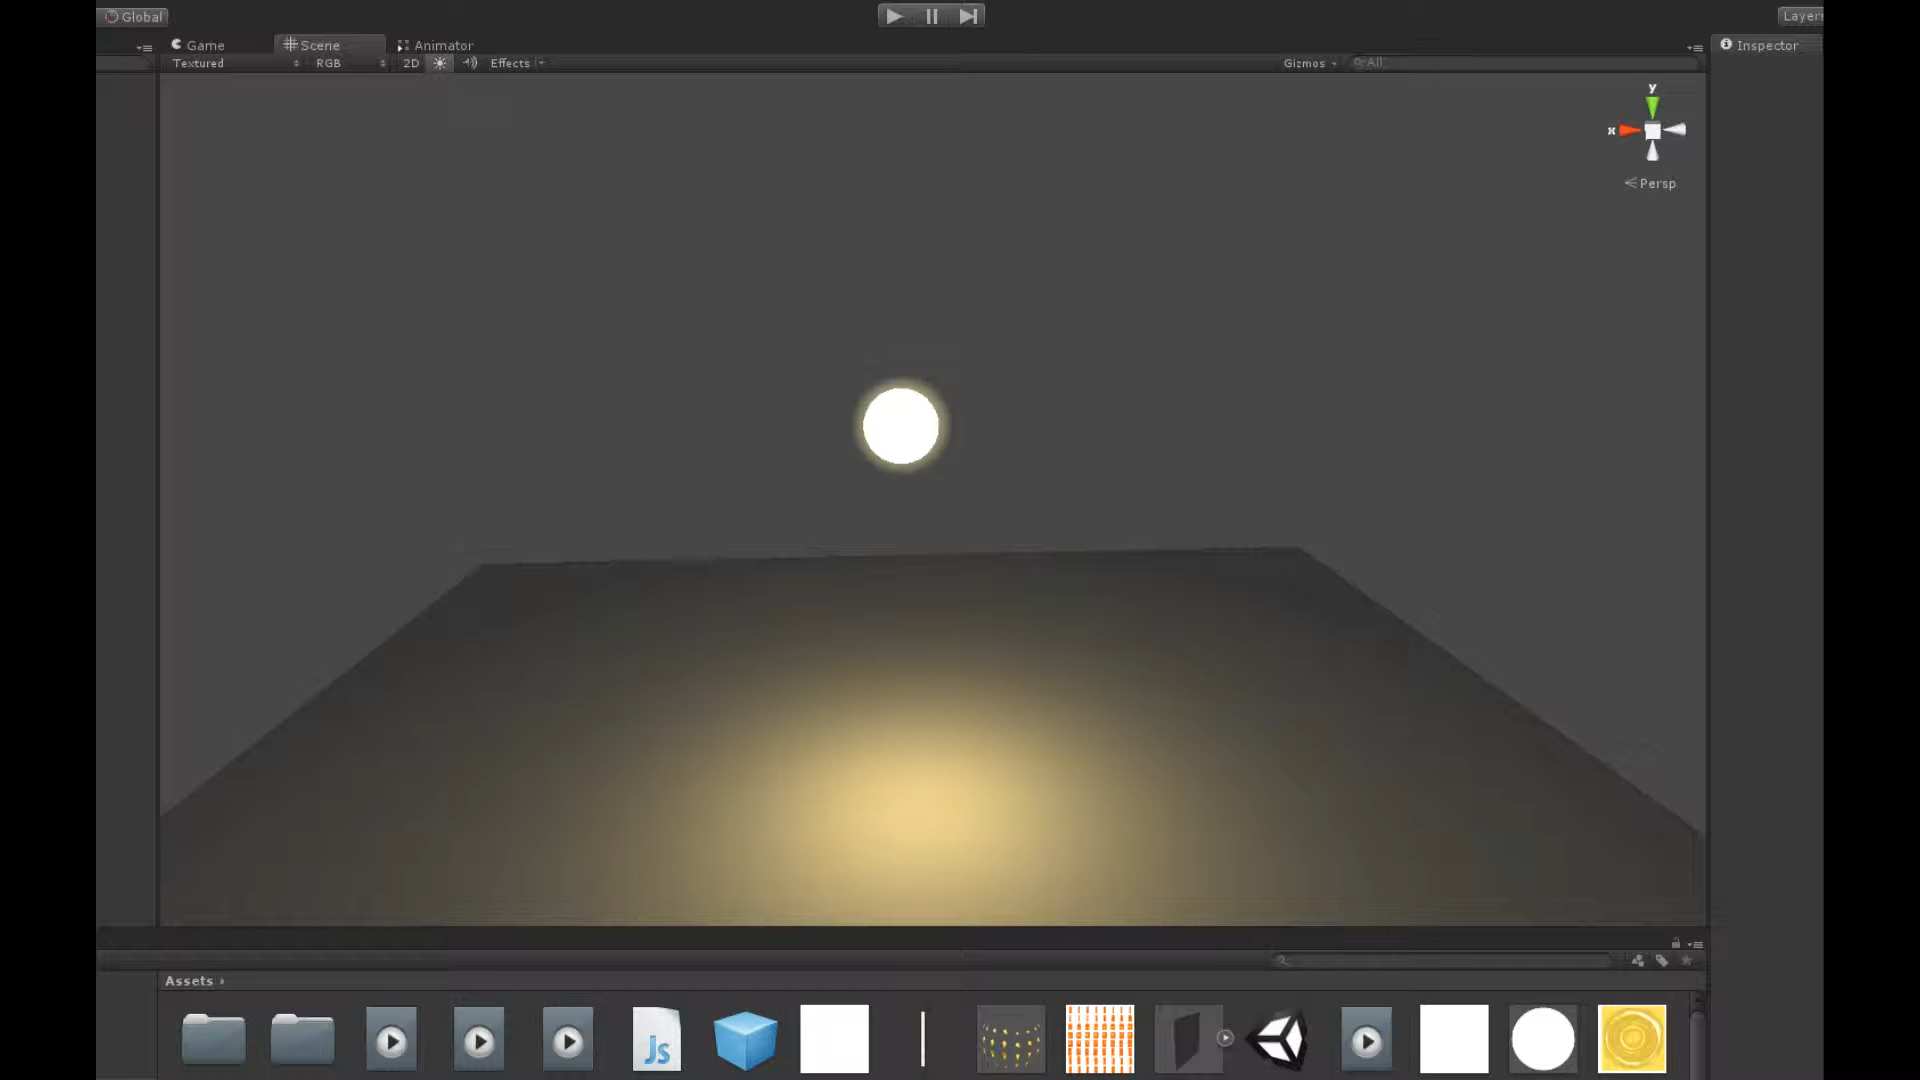 Global
Layers
Game
Scene
Animator
Inspector
Textured
RGB
2D
Effects
Gizmos
All
y
x
Persp
Assets
Js